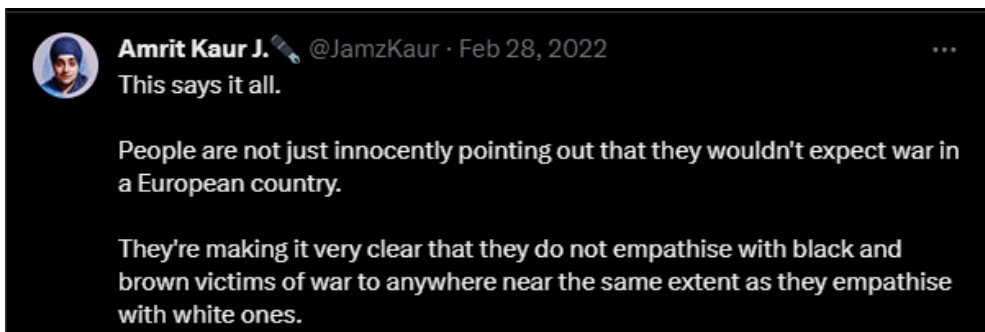 Amrit Kaur J. @JamzKaur · Feb 28, 2022
This says it all.
People are not just innocently pointing out that they wouldn't expect war in
a European country.
They're making it very clear that they do not empathise with black and
brown victims of war to anywhere near the same extent as they empathise
with white ones.